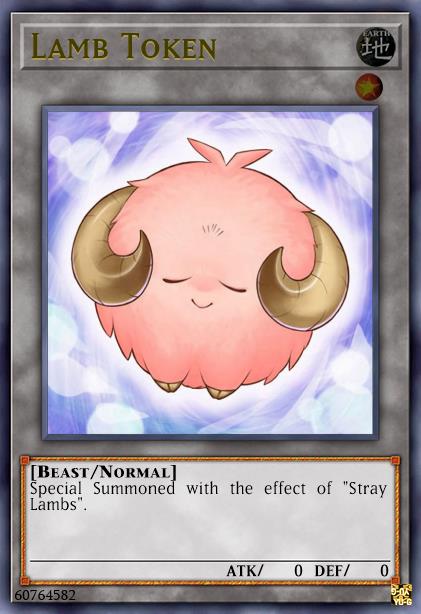 LAMB TOKEN
EARTH
地
[BEAST/NORMAL]
Special Summoned with the effect of "Stray
Lambs".
ATK/ 0 DEF/ 0
60764582